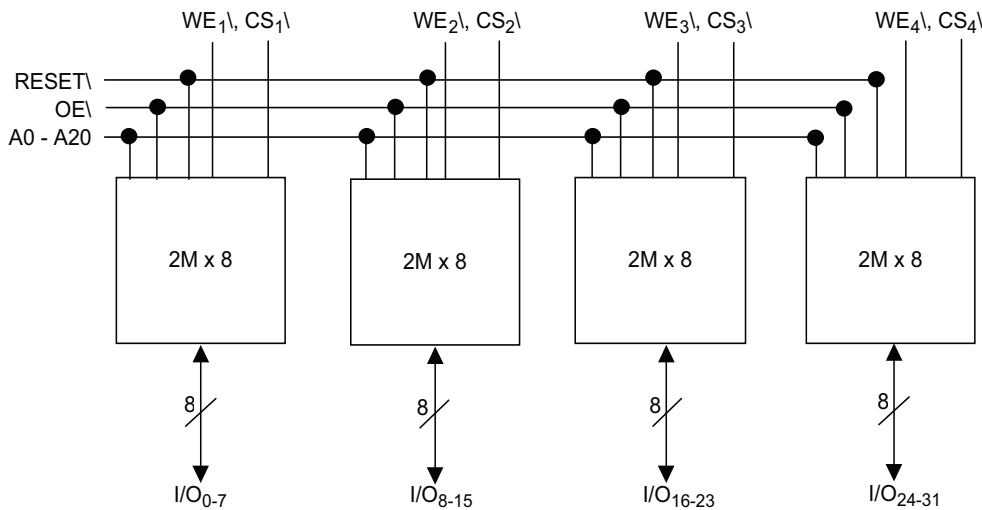 WE1\, CS1\ WE2\, CS2\ WE3\, CS3\ WE4\, CS4\
RESET\
OE\
A0 - A20
2M x 8 2M x 8 2M x 8 2M x 8
8 8 8 8
I/O0-7 I/O8-15 I/O16-23 I/O24-31